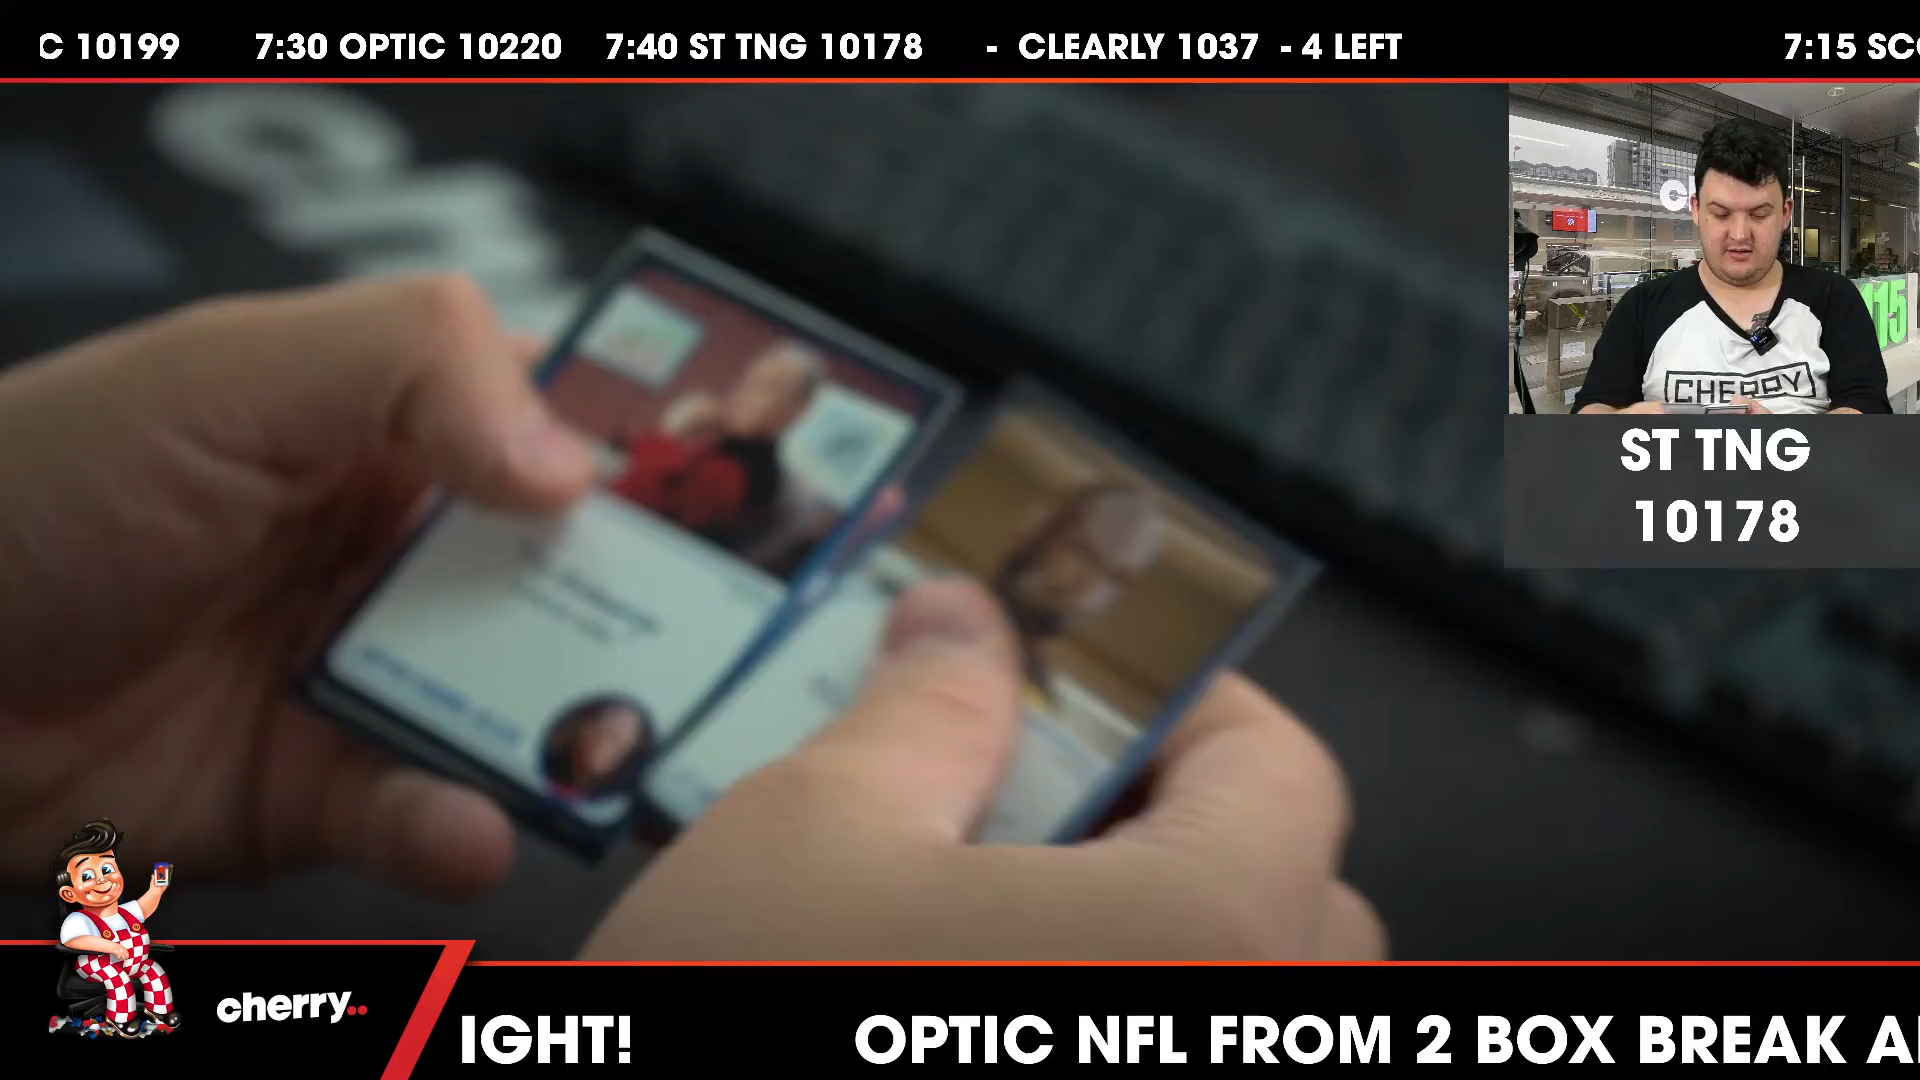 C 10199 7:30 OPTIC 10220 7:40 ST TNG 10178 - CLEARLY 1037 - 4 LEFT 7:15 SC
CHERRY
115
ST TNG
10178
cherry..
IGHT! OPTIC NFL FROM 2 BOX BREAK A